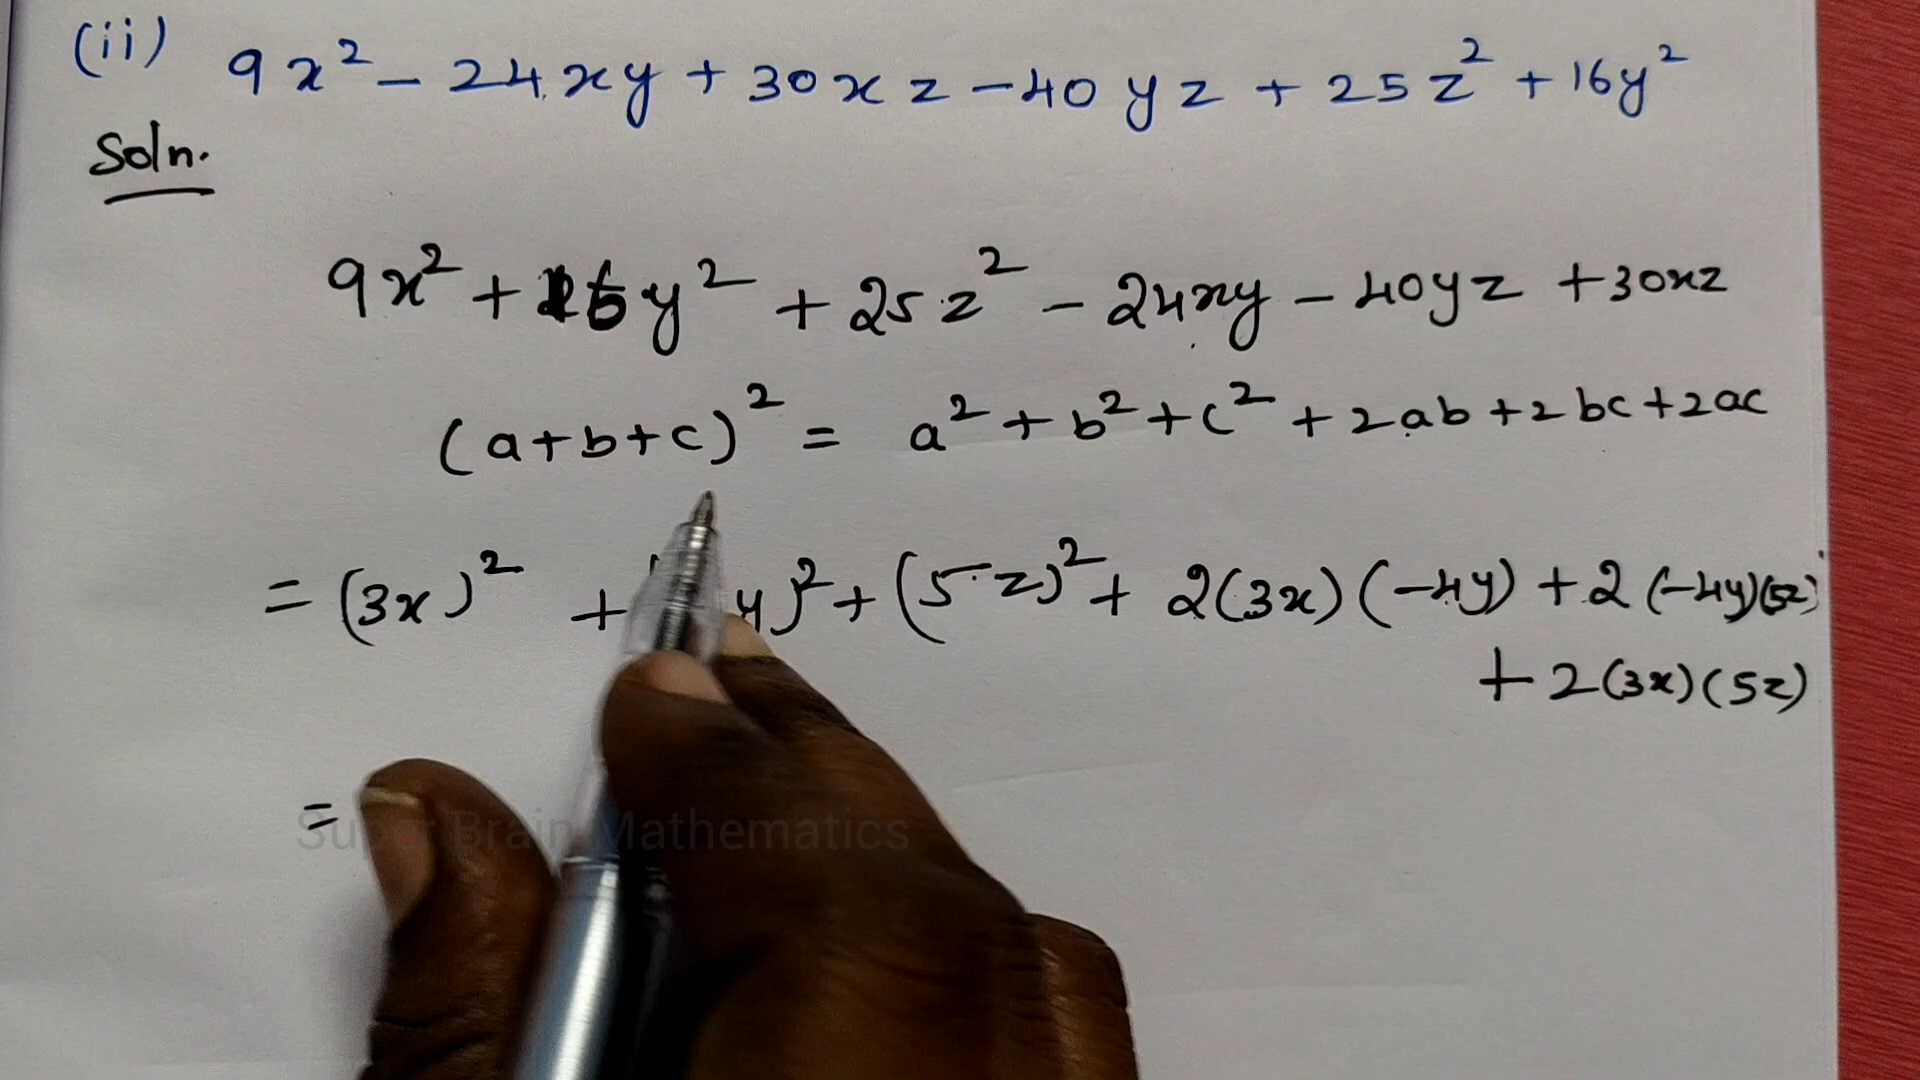 (ii) 9x² - 24xy + 30xz - 40yz + 25z² + 16y²
Soln.
9x² + 16y² + 25z² - 24xy - 40yz + 30xz
(a+b+c)² = a² + b² + c² + 2ab + 2bc + 2ac
= (3x)² + y)² + (5z)² + 2(3x)(-4y) + 2(-4y)(5z)
+ 2(3x)(5z)
=
Super Brain Mathematics